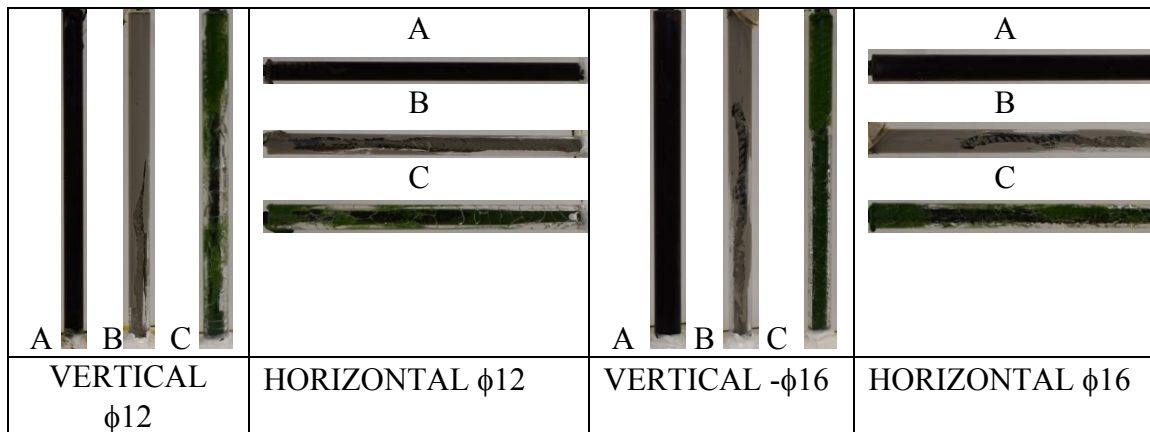 A B C
A
B
C
A B C
A
B
C
VERTICAL
ϕ12
HORIZONTAL ϕ12
VERTICAL -ϕ16
HORIZONTAL ϕ16